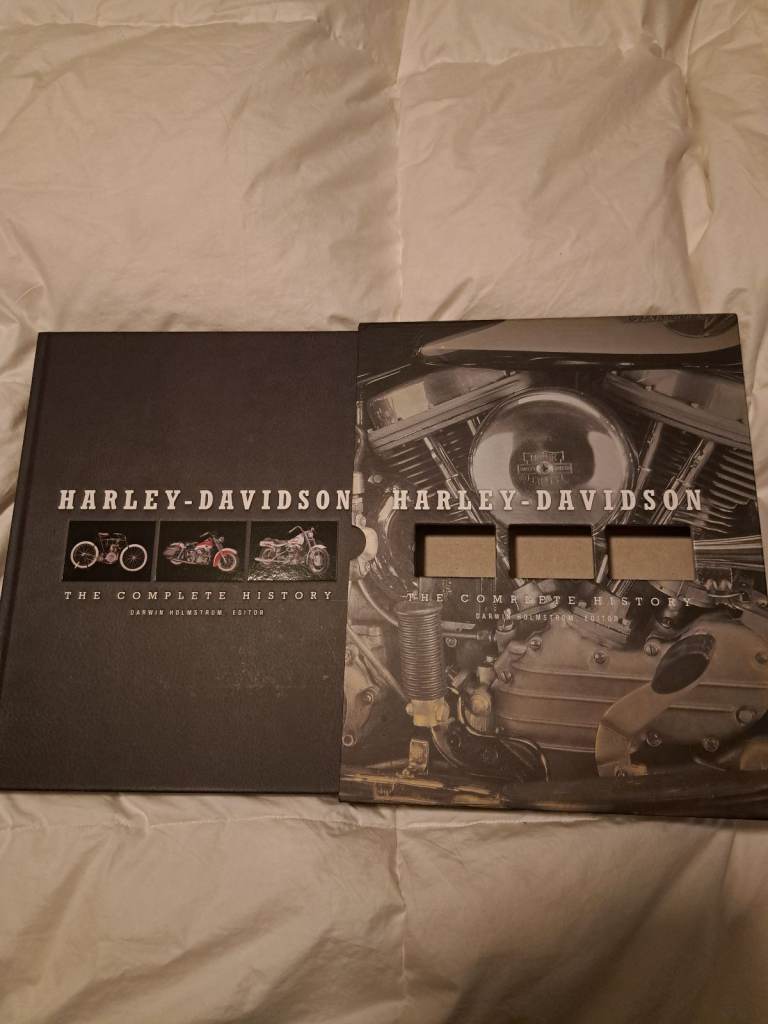 HARLEY-DAVIDSON
THE COMPLETE HISTORY
DARWIN HOLMSTROM, EDITOR
HARLEY-DAVIDSON
THE COMPLETE HISTORY
DARWIN HOLMSTROM, EDITOR